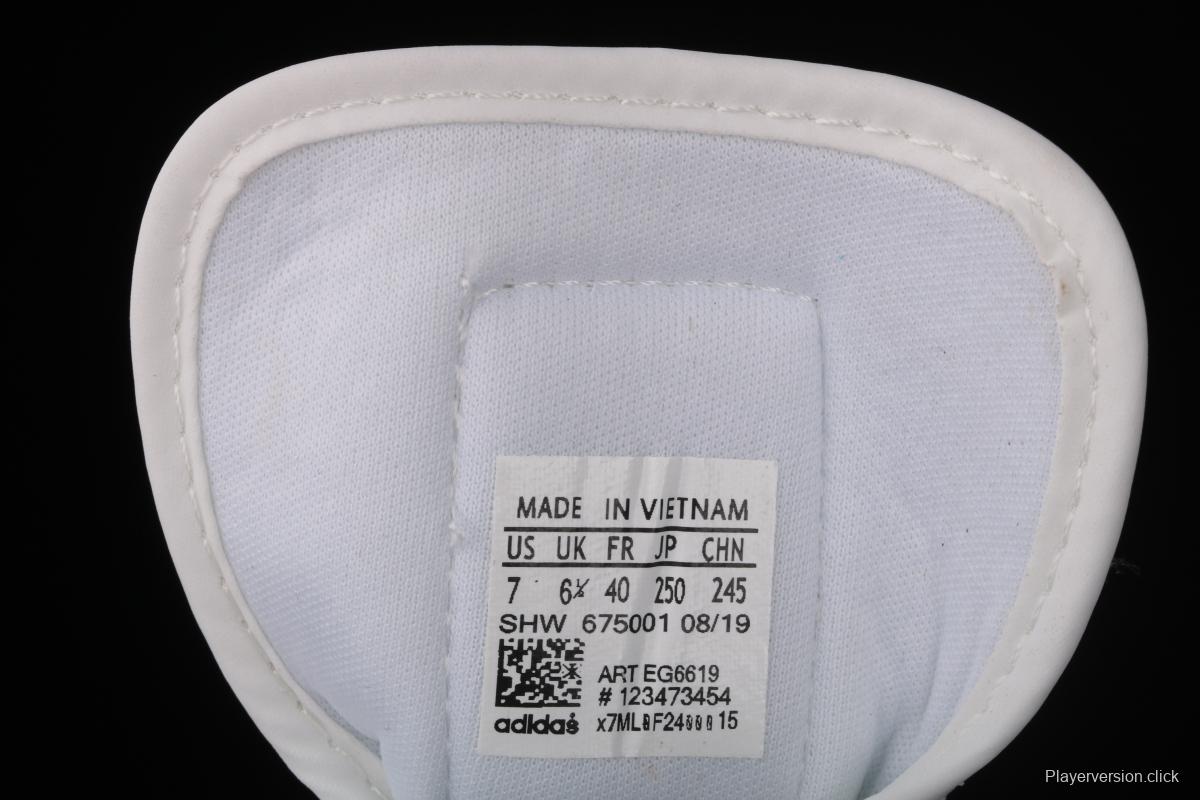 MADE IN VIETNAM
US UK FR JP CHN
7 6½ 40 250 245
SHW 675001 08/19
ART EG6619
# 123473454
adidas
15
Playerversion.click